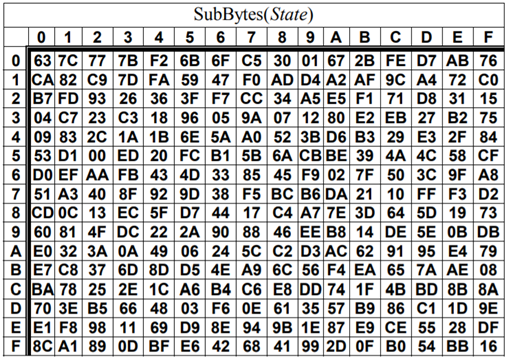 SubBytes(State)
0 1 2 3 4 5 6 7 8 9 A B C D E F
0 63 7C 77 7B F2 6B 6F C5 30 01 67 2B FE D7 AB 76
1 CA 82 C9 7D FA 59 47 F0 AD D4 A2 AF 9C A4 72 C0
2 B7 FD 93 26 36 3F F7 CC 34 A5 E5 F1 71 D8 31 15
3 04 C7 23 C3 18 96 05 9A 07 12 80 E2 EB 27 B2 75
4 09 83 2C 1A 1B 6E 5A A0 52 3B D6 B3 29 E3 2F 84
5 53 D1 00 ED 20 FC B1 5B 6A CB BE 39 4A 4C 58 CF
6 D0 EF AA FB 43 4D 33 85 45 F9 02 7F 50 3C 9F A8
7 51 A3 40 8F 92 9D 38 F5 BC B6 DA 21 10 FF F3 D2
8 CD 0C 13 EC 5F D7 44 17 C4 A7 7E 3D 64 5D 19 73
9 60 81 4F DC 22 2A 90 88 46 EE B8 14 DE 5E 0B DB
A E0 32 3A 0A 49 06 24 5C C2 D3 AC 62 91 95 E4 79
B E7 C8 37 6D 8D D5 4E A9 6C 56 F4 EA 65 7A AE 08
C BA 78 25 2E 1C A6 B4 C6 E8 DD 74 1F 4B BD 8B 8A
D 70 3E B5 66 48 03 F6 0E 61 35 57 B9 86 C1 1D 9E
E E1 F8 98 11 69 D9 8E 94 9B 1E 87 E9 CE 55 28 DF
F 8C A1 89 0D BF E6 42 68 41 99 2D 0F B0 54 BB 16